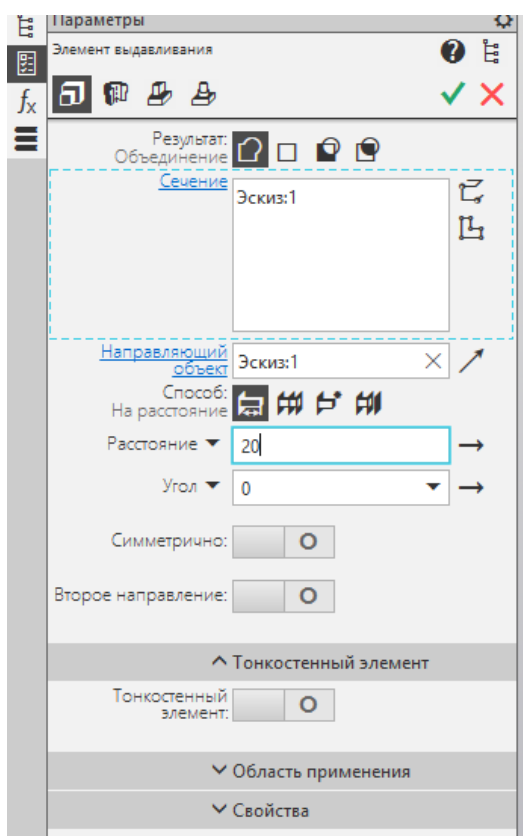 Параметры
Элемент выдавливания
fx
Результат:
Объединение
Сечение
Эскиз:1
Направляющий
объект
Эскиз:1
Способ:
На расстояние
Расстояние
20
Угол
0
Симметрично:
Второе направление:
Тонкостенный элемент
Тонкостенный
элемент:
Область применения
Свойства